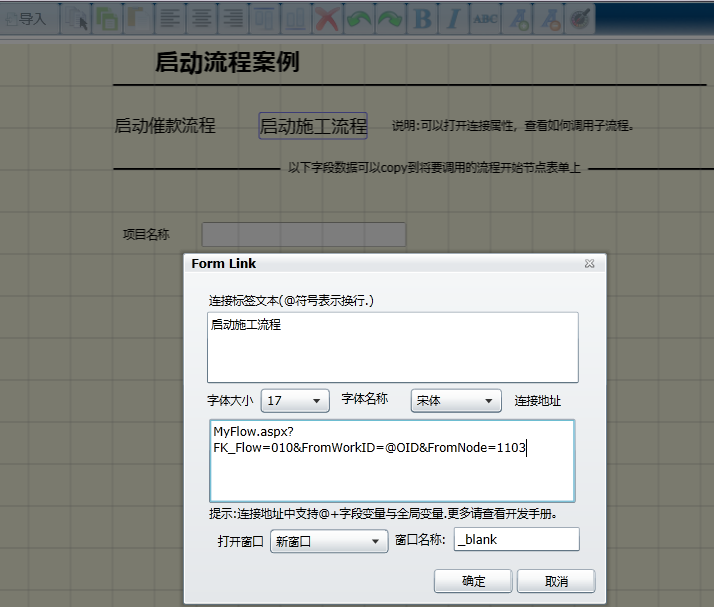 导入
B I ABC
启动流程案例
启动催款流程 启动施工流程 说明:可以打开连接属性，查看如何调用子流程。
以下字段数据可以copy到将要调用的流程开始节点表单上
项目名称
Form Link
连接标签文本(@符号表示换行.)
启动施工流程
字体大小 17 字体名称 宋体 连接地址
MyFlow.aspx?
FK_Flow=010&FromWorkID=@OID&FromNode=1103
提示:连接地址中支持@+字段变量与全局变量.更多请查看开发手册。
打开窗口 新窗口 窗口名称: _blank
确定 取消